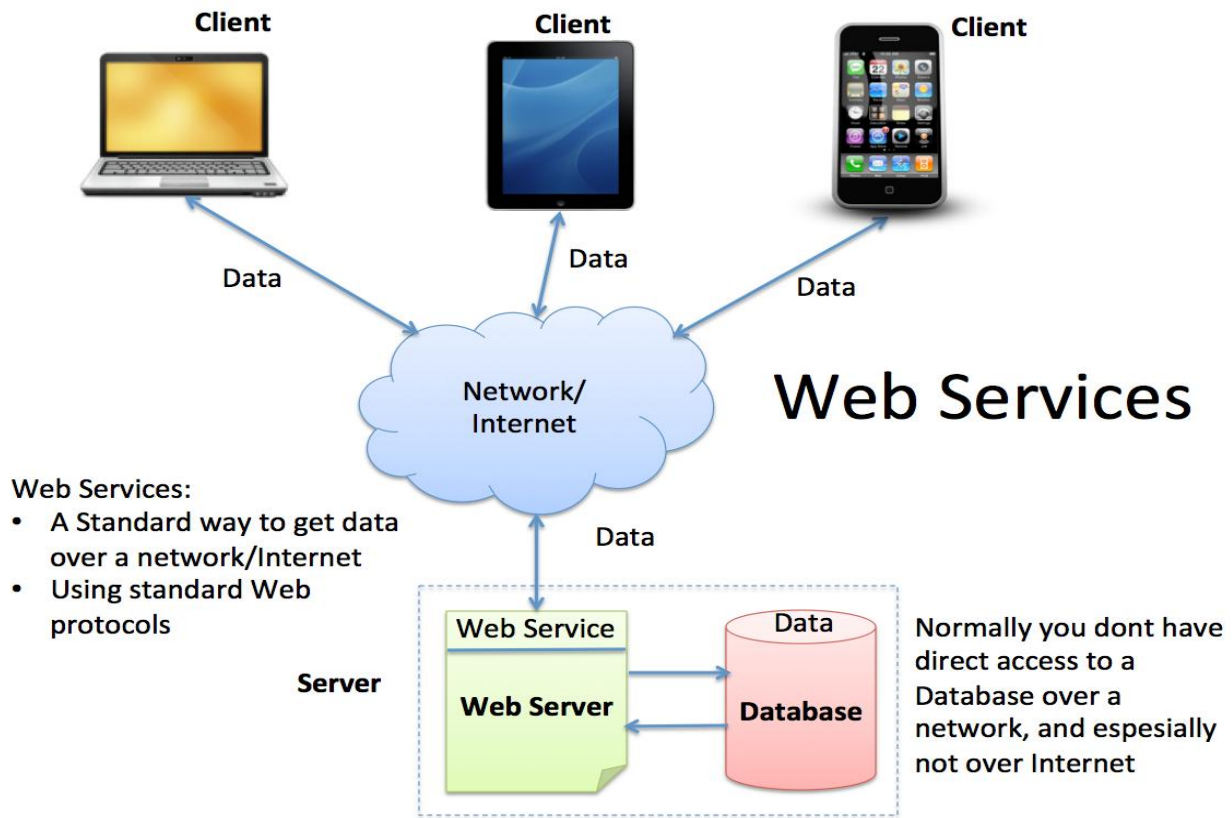 Client
Client
Client
Data
Data
Data
Network/
Internet
Web Services
Web Services:
• A Standard way to get data
over a network/Internet
• Using standard Web
protocols
Data
Server
Web Service
Web Server
Data
Database
Normally you dont have
direct access to a
Database over a
network, and espesially
not over Internet